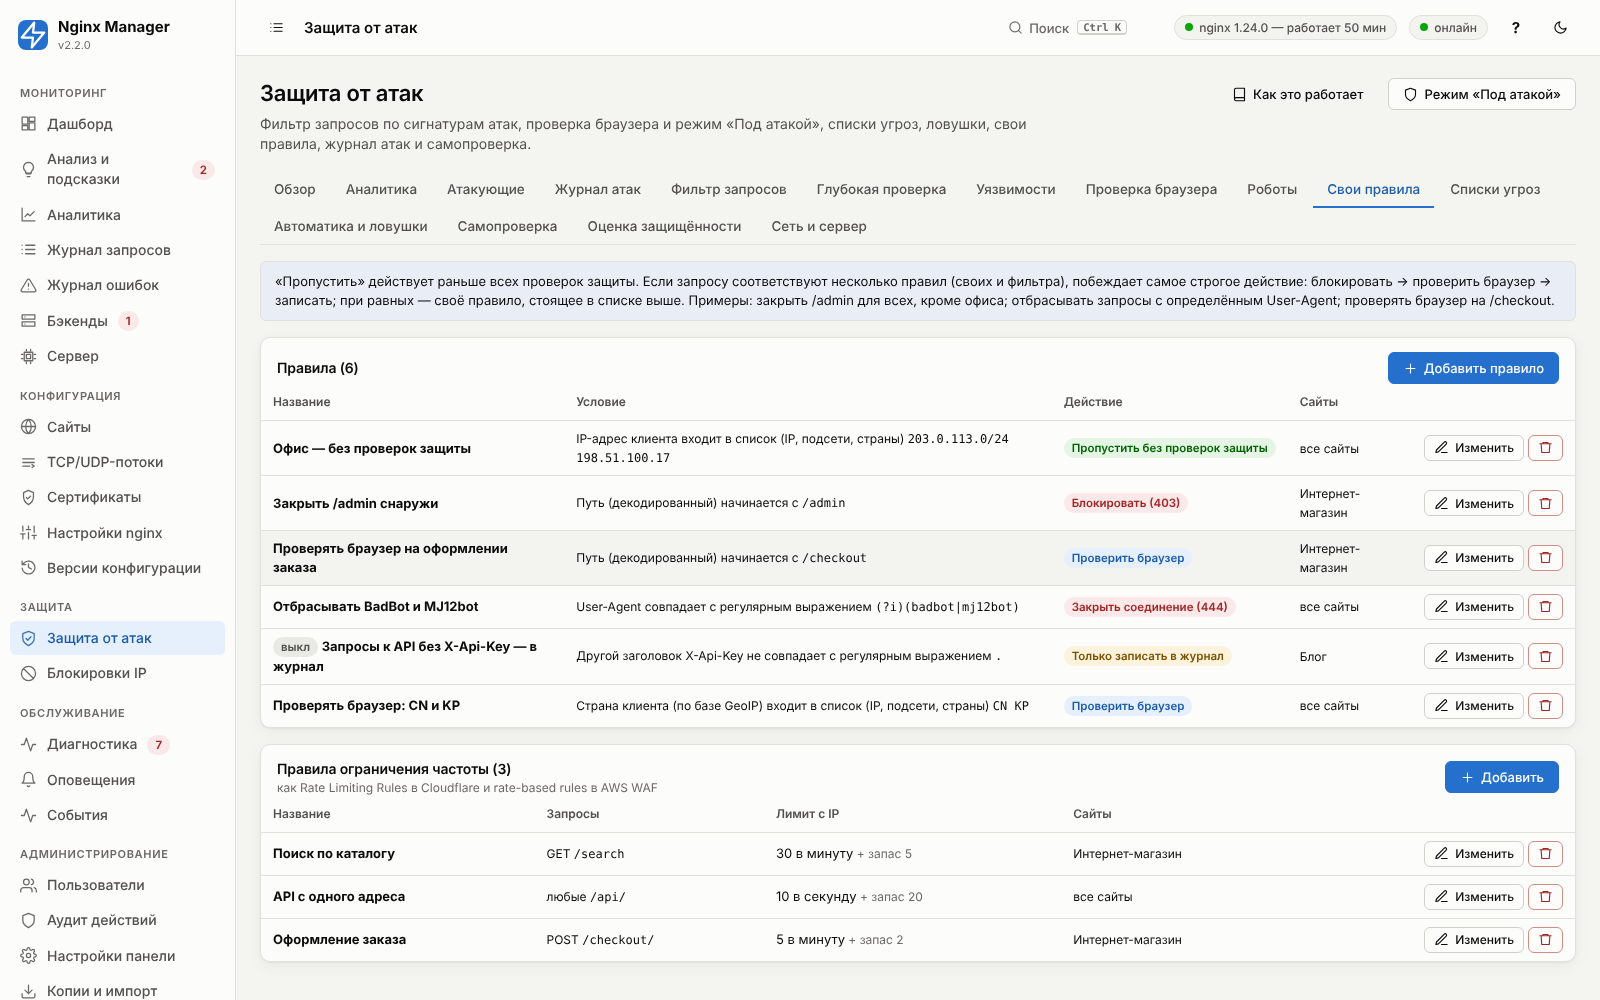 Nginx Manager
v2.2.0
МОНИТОРИНГ
Дашборд
Анализ и
подсказки
2
Аналитика
Журнал запросов
Журнал ошибок
Бэкенды 1
Сервер
КОНФИГУРАЦИЯ
Сайты
TCP/UDP-потоки
Сертификаты
Настройки nginx
Версии конфигурации
ЗАЩИТА
Защита от атак
Блокировки IP
ОБСЛУЖИВАНИЕ
Диагностика 7
Оповещения
События
АДМИНИСТРИРОВАНИЕ
Пользователи
Аудит действий
Настройки панели
Копии и импорт
Защита от атак
Поиск Ctrl K
nginx 1.24.0 — работает 50 мин
онлайн
?
Защита от атак
Как это работает
Режим «Под атакой»
Фильтр запросов по сигнатурам атак, проверка браузера и режим «Под атакой», списки угроз, ловушки, свои
правила, журнал атак и самопроверка.
Обзор Аналитика Атакующие Журнал атак Фильтр запросов Глубокая проверка Уязвимости Проверка браузера Роботы Свои правила Списки угроз
Автоматика и ловушки Самопроверка Оценка защищённости Сеть и сервер
«Пропустить» действует раньше всех проверок защиты. Если запросу соответствуют несколько правил (своих и фильтра), побеждает самое строгое действие: блокировать → проверить браузер →
записать; при равных — своё правило, стоящее в списке выше. Примеры: закрыть /admin для всех, кроме офиса; отбрасывать запросы с определённым User-Agent; проверять браузер на /checkout.
Правила (6)
Добавить правило
Название Условие Действие Сайты
Офис — без проверок защиты
IP-адрес клиента входит в список (IP, подсети, страны) 203.0.113.0/24
198.51.100.17
Пропустить без проверок защиты
все сайты
Изменить
Закрыть /admin снаружи
Путь (декодированный) начинается с /admin
Блокировать (403)
Интернет-
магазин
Изменить
Проверять браузер на оформлении
заказа
Путь (декодированный) начинается с /checkout
Проверить браузер
Интернет-
магазин
Изменить
Отбрасывать BadBot и MJ12bot
User-Agent совпадает с регулярным выражением (?i)(badbot|mj12bot)
Закрыть соединение (444)
все сайты
Изменить
выкл Запросы к API без X-Api-Key — в
журнал
Другой заголовок X-Api-Key не совпадает с регулярным выражением .
Только записать в журнал
Блог
Изменить
Проверять браузер: CN и KP
Страна клиента (по базе GeoIP) входит в список (IP, подсети, страны) CN KP
Проверить браузер
все сайты
Изменить
Правила ограничения частоты (3)
как Rate Limiting Rules в Cloudflare и rate-based rules в AWS WAF
Добавить
Название Запросы Лимит с IP Сайты
Поиск по каталогу GET /search 30 в минуту + запас 5 Интернет-магазин Изменить
API с одного адреса любые /api/ 10 в секунду + запас 20 все сайты Изменить
Оформление заказа POST /checkout/ 5 в минуту + запас 2 Интернет-магазин Изменить